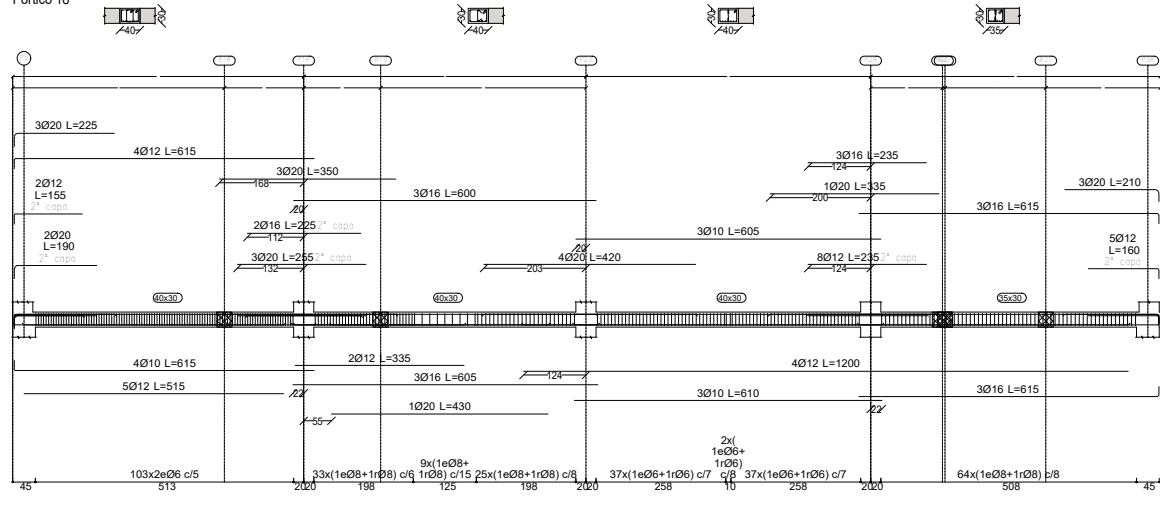 Pórtico 18
30
40
30
40
30
40
30
35
3Ø20 L=225
4Ø12 L=615
3Ø20 L=350
168
3Ø16 L=600
20
2Ø12
L=155
2ª capa
2Ø16 L=225
2ª capa
112
2Ø20
L=190
2ª capa
3Ø20 L=255
2ª capa
132
3Ø16 L=235
124
1Ø20 L=335
200
3Ø20 L=210
3Ø16 L=615
3Ø10 L=605
20
4Ø20 L=420
203
8Ø12 L=235
2ª capa
124
5Ø12
L=160
2ª capa
40x30
40x30
40x30
35x30
4Ø10 L=615
2Ø12 L=335
4Ø12 L=1200
124
5Ø12 L=515
22
3Ø16 L=605
3Ø10 L=610
3Ø16 L=615
22
1Ø20 L=430
55
103x2eØ6 c/5
33x(1eØ8+1rØ8) c/6
9x(1eØ8+
1rØ8) c/15
25x(1eØ8+1rØ8) c/8
37x(1eØ6+1rØ6) c/7
2x(
1eØ6+
1rØ6)
c/8
37x(1eØ6+1rØ6) c/7
64x(1eØ8+1rØ8) c/8
45 513 20 20 198 125 198 20 20 258 10 258 20 20 508 45